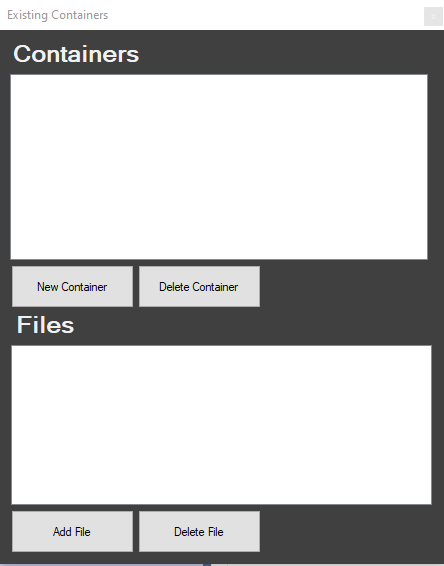 Existing Containers
Containers
New Container
Delete Container
Files
Add File
Delete File